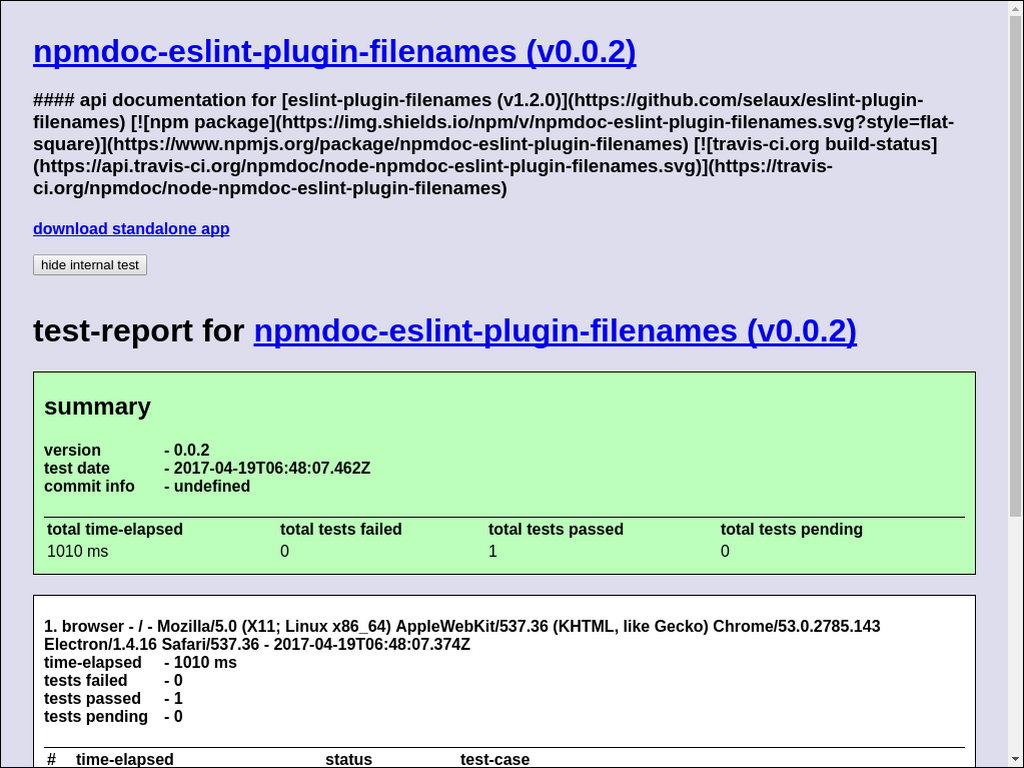 npmdoc-eslint-plugin-filenames (v0.0.2)
#### api documentation for [eslint-plugin-filenames (v1.2.0)](https://github.com/selaux/eslint-plugin-
filenames) [![npm package](https://img.shields.io/npm/v/npmdoc-eslint-plugin-filenames.svg?style=flat-
square)](https://www.npmjs.org/package/npmdoc-eslint-plugin-filenames) [![travis-ci.org build-status]
(https://api.travis-ci.org/npmdoc/node-npmdoc-eslint-plugin-filenames.svg)](https://travis-
ci.org/npmdoc/node-npmdoc-eslint-plugin-filenames)
download standalone app
hide internal test
test-report for npmdoc-eslint-plugin-filenames (v0.0.2)
summary
version - 0.0.2
test date - 2017-04-19T06:48:07.462Z
commit info - undefined
total time-elapsed total tests failed total tests passed total tests pending
1010 ms 0 1 0
1. browser - / - Mozilla/5.0 (X11; Linux x86_64) AppleWebKit/537.36 (KHTML, like Gecko) Chrome/53.0.2785.143
Electron/1.4.16 Safari/537.36 - 2017-04-19T06:48:07.374Z
time-elapsed - 1010 ms
tests failed - 0
tests passed - 1
tests pending - 0
# time-elapsed status test-case